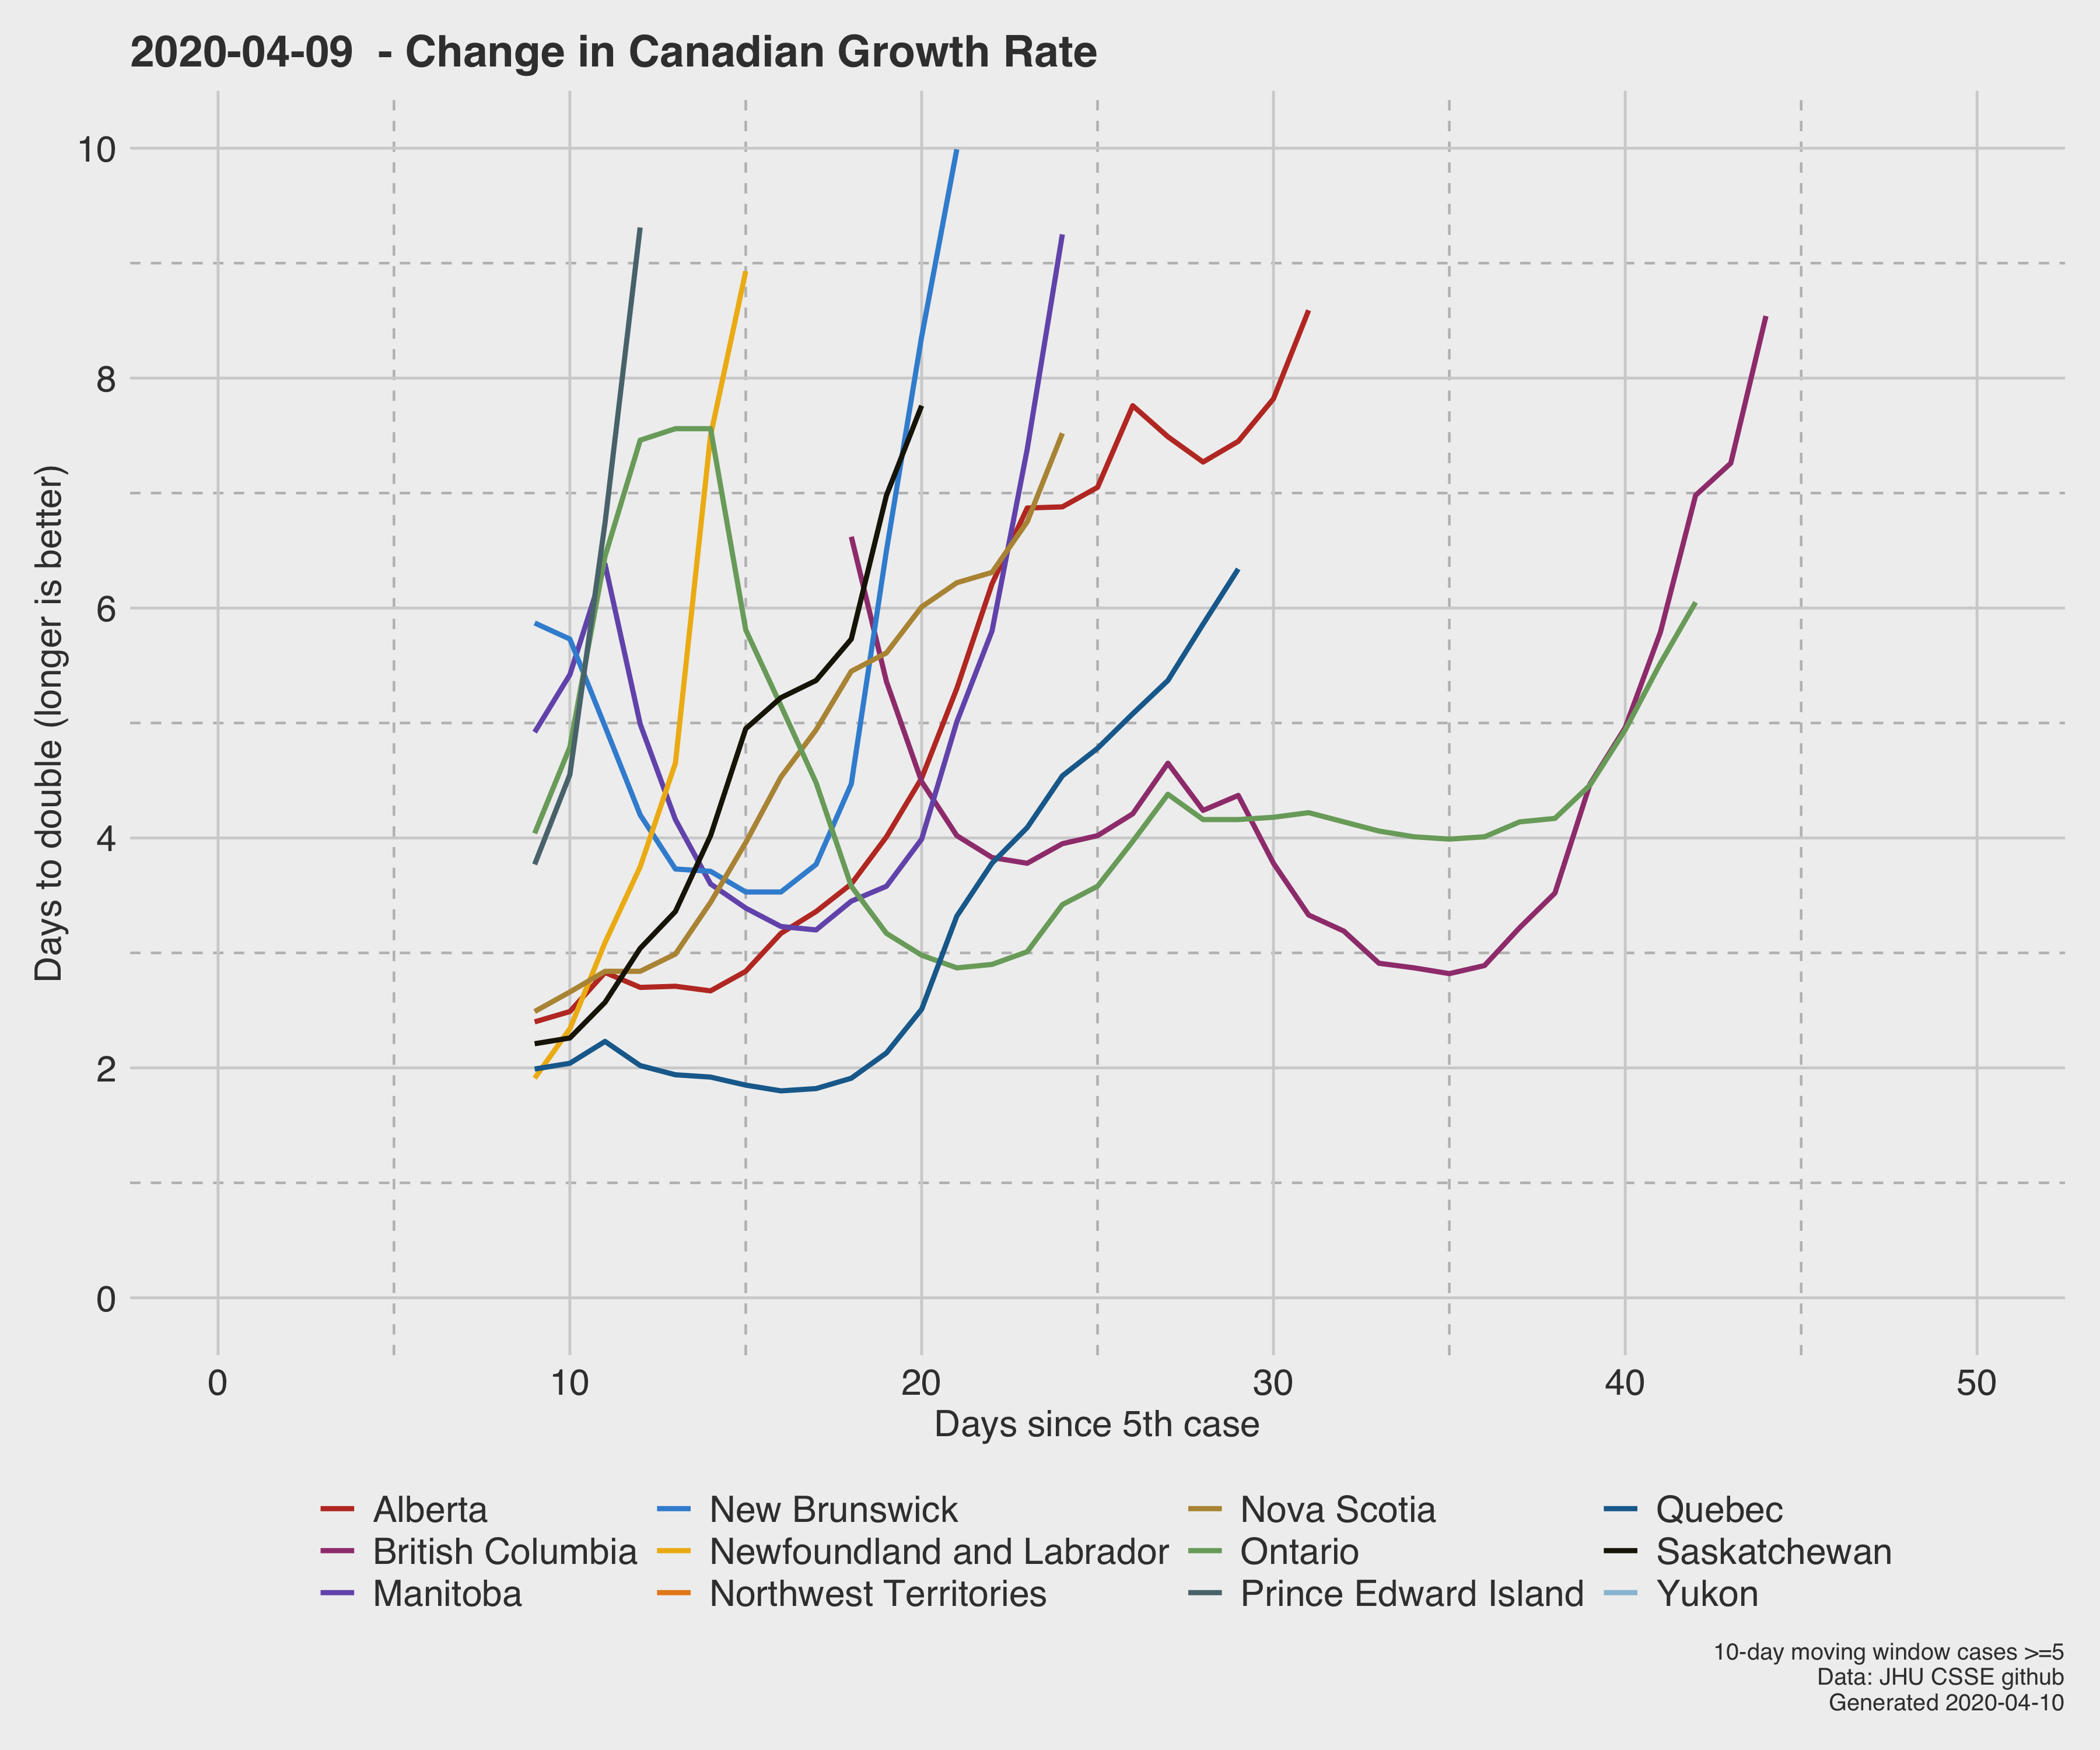 2020-04-09  - Change in Canadian Growth Rate
Days to double (longer is better)
10
8
6
4
2
0
0 10 20 30 40 50
Days since 5th case
Alberta New Brunswick Nova Scotia Quebec
British Columbia Newfoundland and Labrador Ontario Saskatchewan
Manitoba Northwest Territories Prince Edward Island Yukon
10-day moving window cases >=5
Data: JHU CSSE github
Generated 2020-04-10